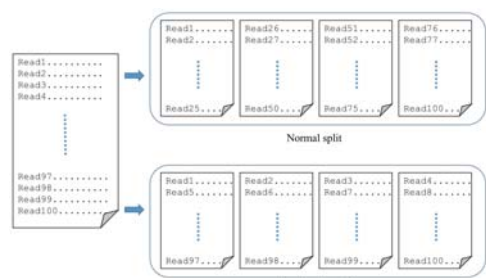 Read1..........
Read2..........
Read3..........
Read4..........
Read97.........
Read98.........
Read99.........
Read100........
Read1.......
Read2.......
Read25....
Read26......
Read27......
Read50....
Read51......
Read52......
Read75....
Read76......
Read77......
Read100...
Normal split
Read1.......
Read5.......
Read97....
Read2.......
Read6.......
Read98....
Read3.......
Read7.......
Read99....
Read4.......
Read8.......
Read100...